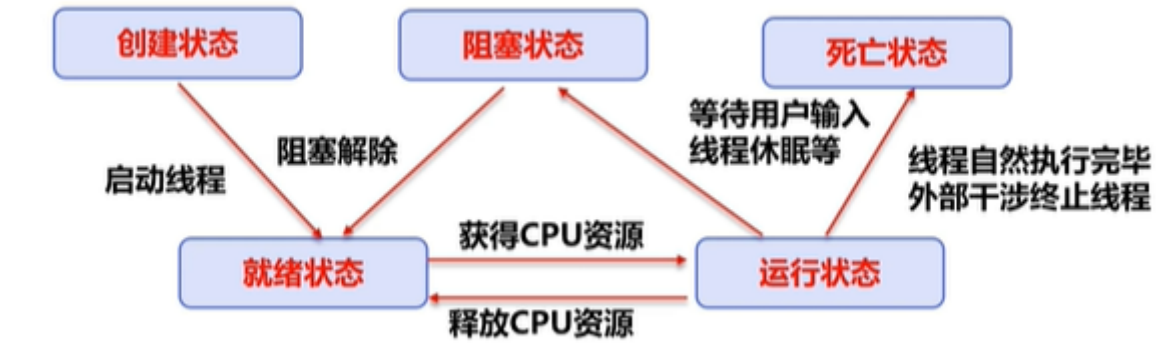 创建状态
阻塞状态
死亡状态
等待用户输入
线程休眠等
阻塞解除
启动线程
线程自然执行完毕
外部干涉终止线程
获得CPU资源
就绪状态
运行状态
释放CPU资源